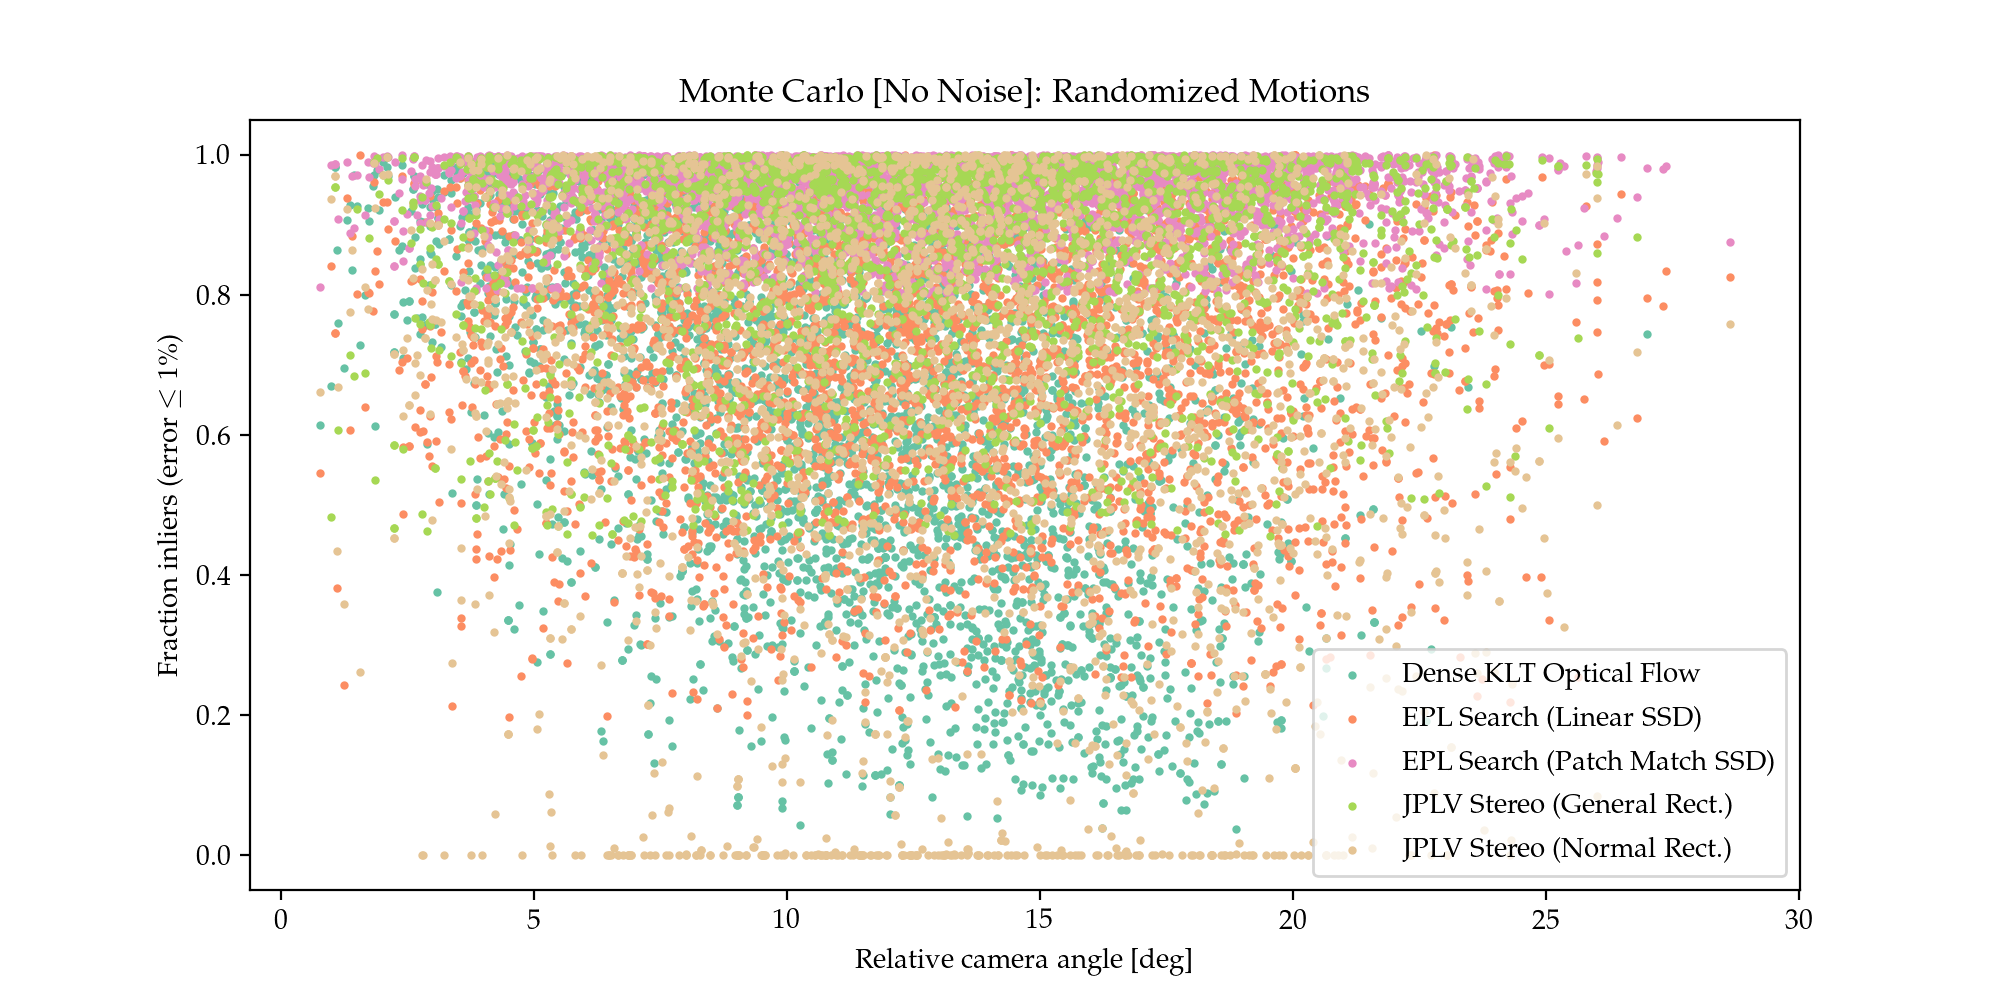 Monte Carlo [No Noise]: Randomized Motions
1.0
0.8
0.6
0.4
0.2
0.0
Fraction inliers (error ≤ 1%)
Dense KLT Optical Flow
EPL Search (Linear SSD)
EPL Search (Patch Match SSD)
JPLV Stereo (General Rect.)
JPLV Stereo (Normal Rect.)
0 5 10 15 20 25 30
Relative camera angle [deg]